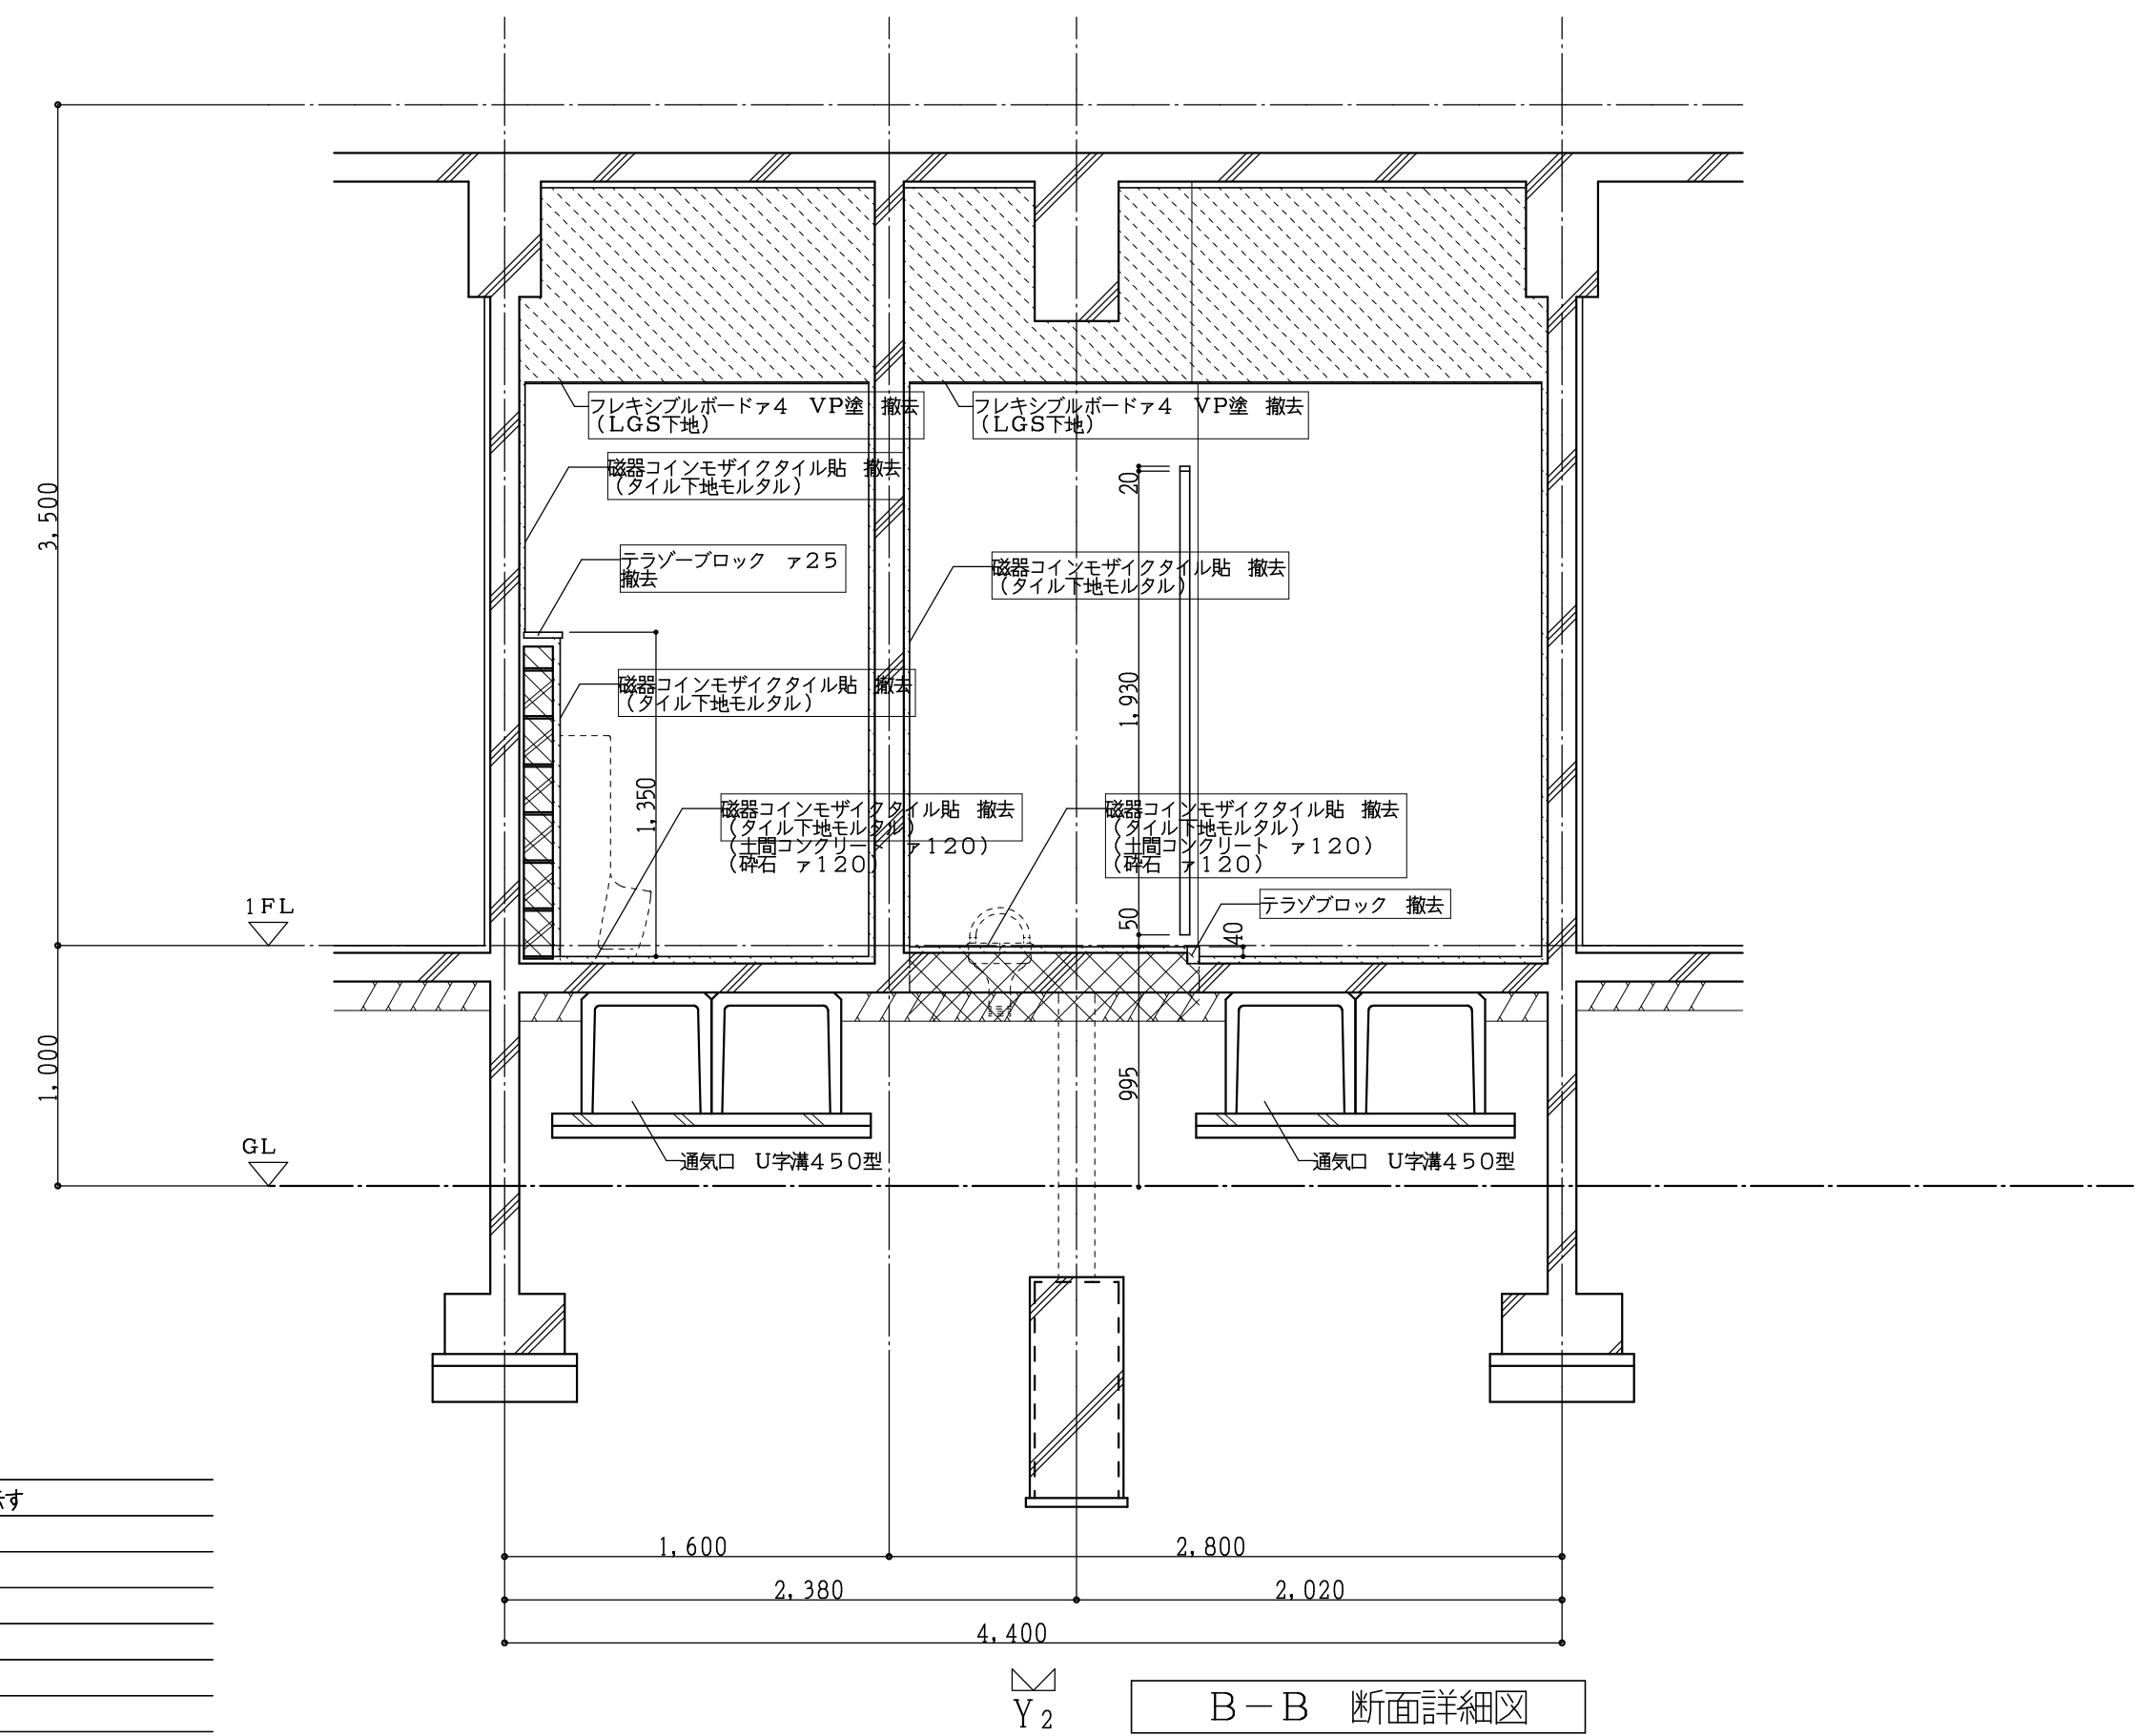 フレキシブルボードァ4　VP塗　撤去
（LGS下地）
フレキシブルボードァ4　VP塗　撤去
（LGS下地）
磁器コインモザイクタイル貼　撤去
（タイル下地モルタル）
20
3,500
テラゾーブロック　ァ25
撤去
磁器コインモザイクタイル貼　撤去
（タイル下地モルタル）
磁器コインモザイクタイル貼　撤去
（タイル下地モルタル）
1,930
1,350
磁器コインモザイクタイル貼　撤去
（タイル下地モルタル）
（土間コンクリート　ァ120）
（砕石　ァ120）
磁器コインモザイクタイル貼　撤去
（タイル下地モルタル）
（土間コンクリート　ァ120）
（砕石　ァ120）
1FL
50
テラゾブロック　撤去
40
1,000
995
GL
通気口　U字溝450型
通気口　U字溝450型
す
1,600
2,800
2,380
2,020
4,400
Y2
B－B　断面詳細図